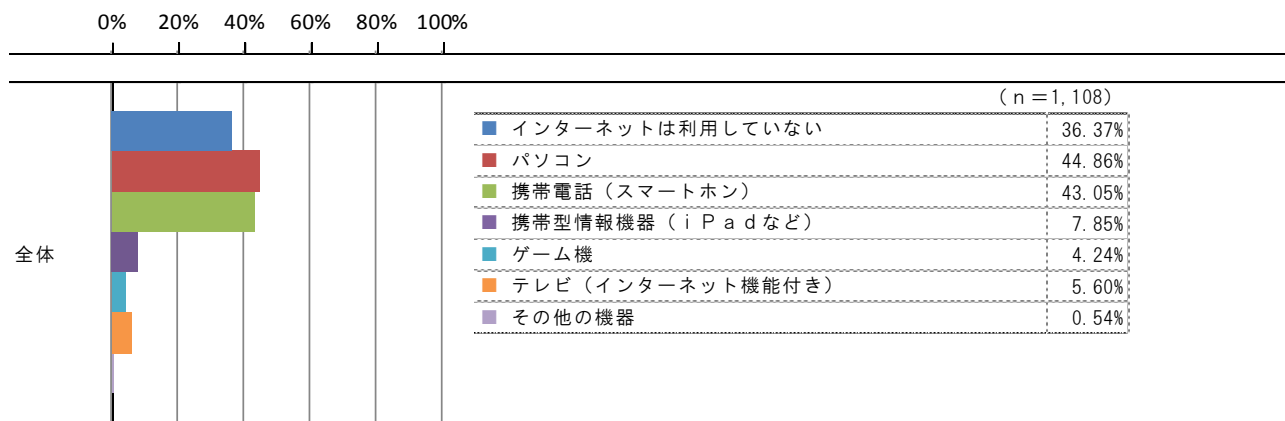 0% 20% 40% 60% 80% 100%
（ｎ＝1,108）
インターネットは利用していない 36.37%
パソコン 44.86%
携帯電話（スマートホン） 43.05%
携帯型情報機器（ｉＰａｄなど） 7.85%
全体 ゲーム機 4.24%
テレビ（インターネット機能付き） 5.60%
その他の機器 0.54%